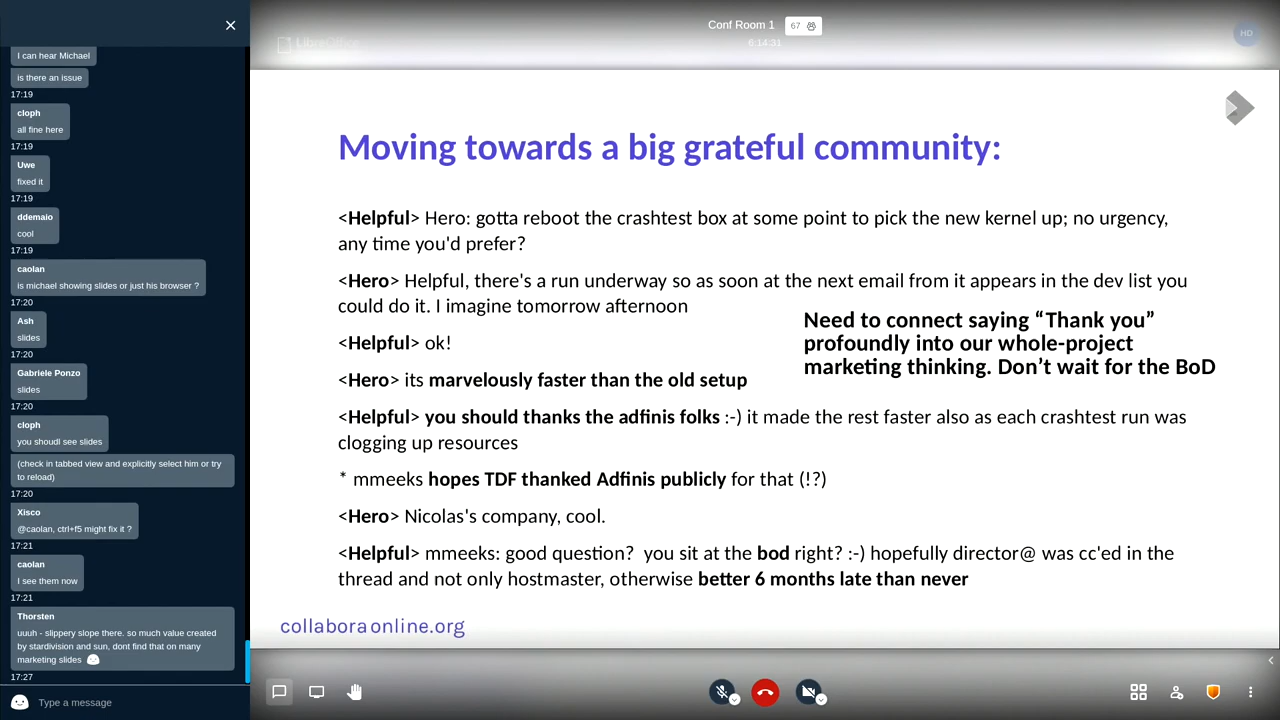 I can hear Michael
is there an issue
17:19
cloph
all fine here
17:19
Uwe
fixed it
17:19
ddemaio
cool
17:19
caolan
is michael showing slides or just his browser ?
17:20
Ash
slides
17:20
Gabriele Ponzo
slides
17:20
cloph
you shoudl see slides
(check in tabbed view and explicitly select him or try
to reload)
17:20
Xisco
@caolan, ctrl+f5 might fix it ?
17:21
caolan
I see them now
17:21
Thorsten
uuuh - slippery slope there. so much value created
by stardivision and sun, dont find that on many
marketing slides
17:27
Type a message
Conf Room 1
67
6:14:31
LibreOffice
HD
Moving towards a big grateful community:
<Helpful> Hero: gotta reboot the crashtest box at some point to pick the new kernel up; no urgency,
any time you'd prefer?
<Hero> Helpful, there's a run underway so as soon at the next email from it appears in the dev list you
could do it. I imagine tomorrow afternoon
<Helpful> ok!
<Hero> its marvelously faster than the old setup
Need to connect saying “Thank you”
profoundly into our whole-project
marketing thinking. Don’t wait for the BoD
<Helpful> you should thanks the adfinis folks :-) it made the rest faster also as each crashtest run was
clogging up resources
* mmeeks hopes TDF thanked Adfinis publicly for that (!?)
<Hero> Nicolas's company, cool.
<Helpful> mmeeks: good question?  you sit at the bod right? :-) hopefully director@ was cc'ed in the
thread and not only hostmaster, otherwise better 6 months late than never
collaboraonline.org